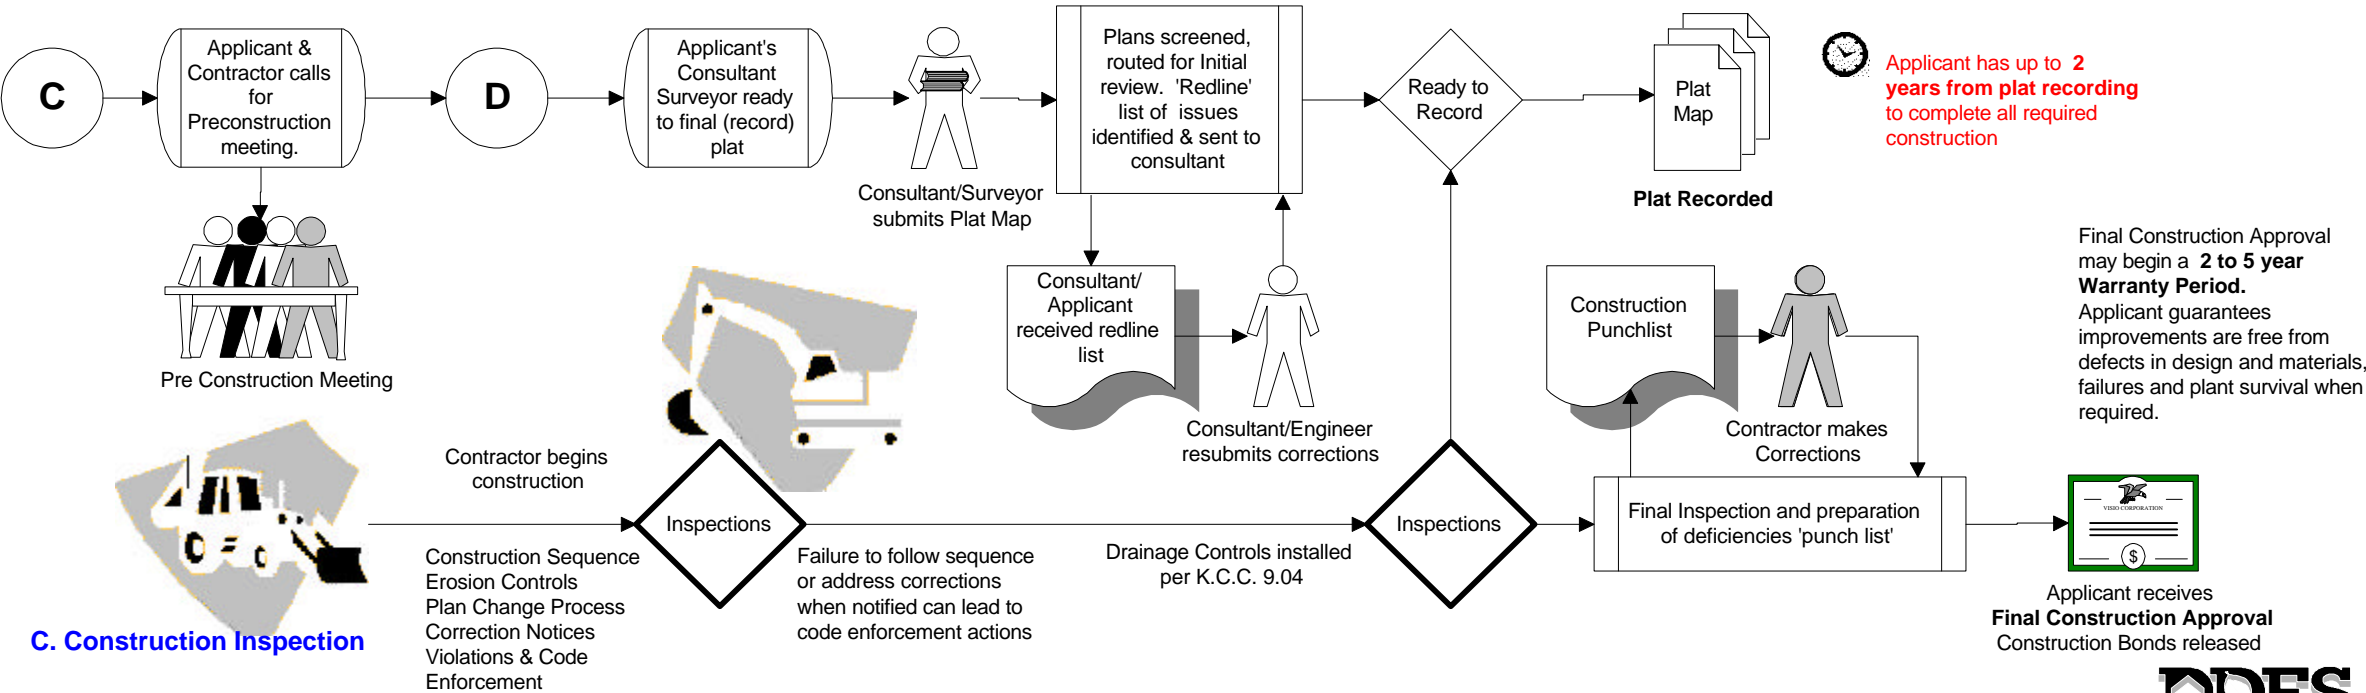 C
Applicant &
Contractor calls
for
Preconstruction
meeting.
D
Applicant's
Consultant
Surveyor ready
to final (record)
plat
Consultant/Surveyor
submits Plat Map
Plans screened,
routed for Initial
review. 'Redline'
list of issues
identified & sent to
consultant
Ready to
Record
Plat
Map
Plat Recorded
Applicant has up to 2
years from plat recording
to complete all required
construction
Pre Construction Meeting
Consultant/
Applicant
received redline
list
Consultant/Engineer
resubmits corrections
Construction
Punchlist
Contractor makes
Corrections
Final Construction Approval
may begin a 2 to 5 year
Warranty Period.
Applicant guarantees
improvements are free from
defects in design and materials,
failures and plant survival when
required.
C. Construction Inspection
Contractor begins
construction
Construction Sequence
Erosion Controls
Plan Change Process
Correction Notices
Violations & Code
Enforcement
Inspections
Failure to follow sequence
or address corrections
when notified can lead to
code enforcement actions
Drainage Controls installed
per K.C.C. 9.04
Inspections
Final Inspection and preparation
of deficiencies 'punch list'
VISIO CORPORATION
$
Applicant receives
Final Construction Approval
Construction Bonds released
DDES